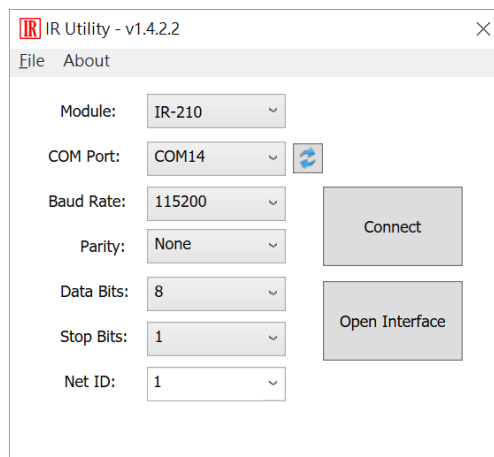 IR IR Utility - v1.4.2.2
File About
Module: IR-210
COM Port: COM14
Baud Rate: 115200
Parity: None
Data Bits: 8
Stop Bits: 1
Net ID: 1
Connect
Open Interface